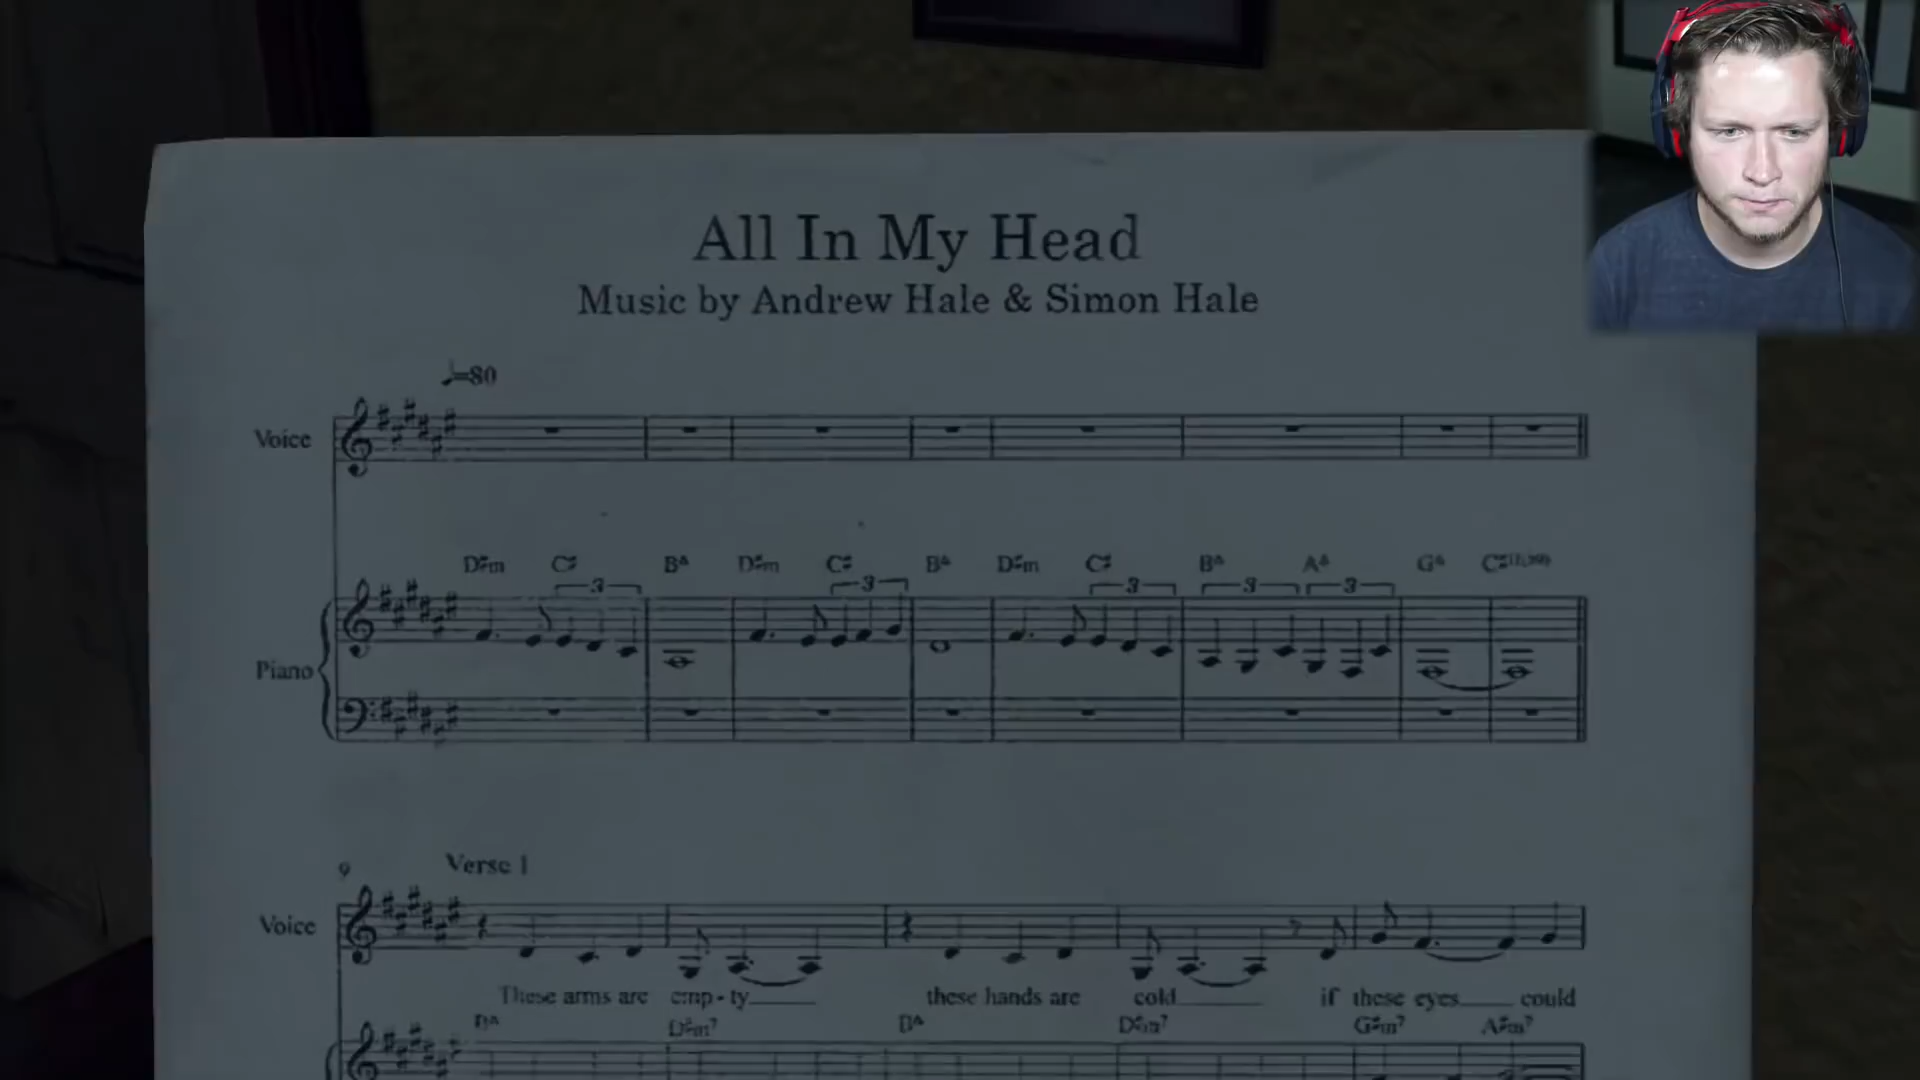 All In My Head
Music by Andrew Hale & Simon Hale
♩=80
Voice
D♯m C♯ B△ D♯m C♯ B△ D♯m C♯ B△ A△ G△
3 3 3 3 3
Piano
9 Verse 1
Voice
These arms are emp-ty these hands are cold if these eyes could
B△ D♯m7 B△ D♯m7 G♯m7 A♯m7